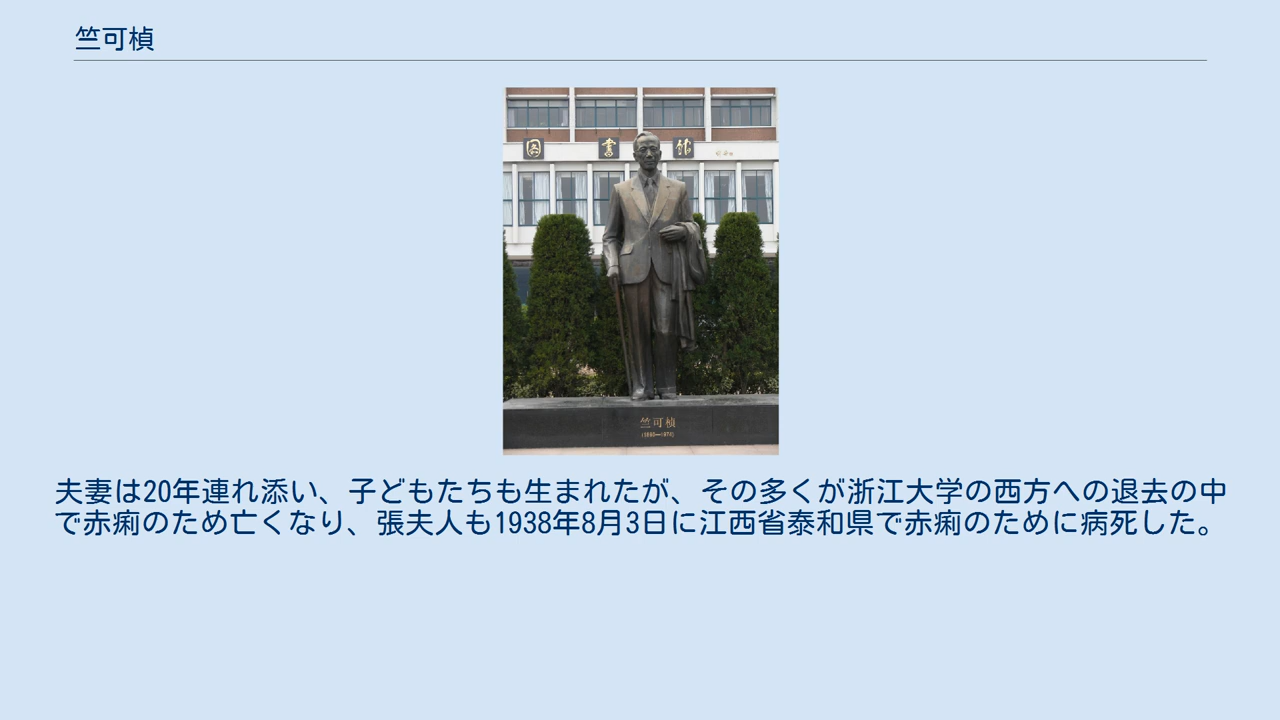 竺可楨
圖書館
竺可桢
(1890—1974)
夫妻は20年連れ添い、子どもたちも生まれたが、その多くが浙江大学の西方への退去の中
で赤痢のため亡くなり、張夫人も1938年8月3日に江西省泰和県で赤痢のために病死した。